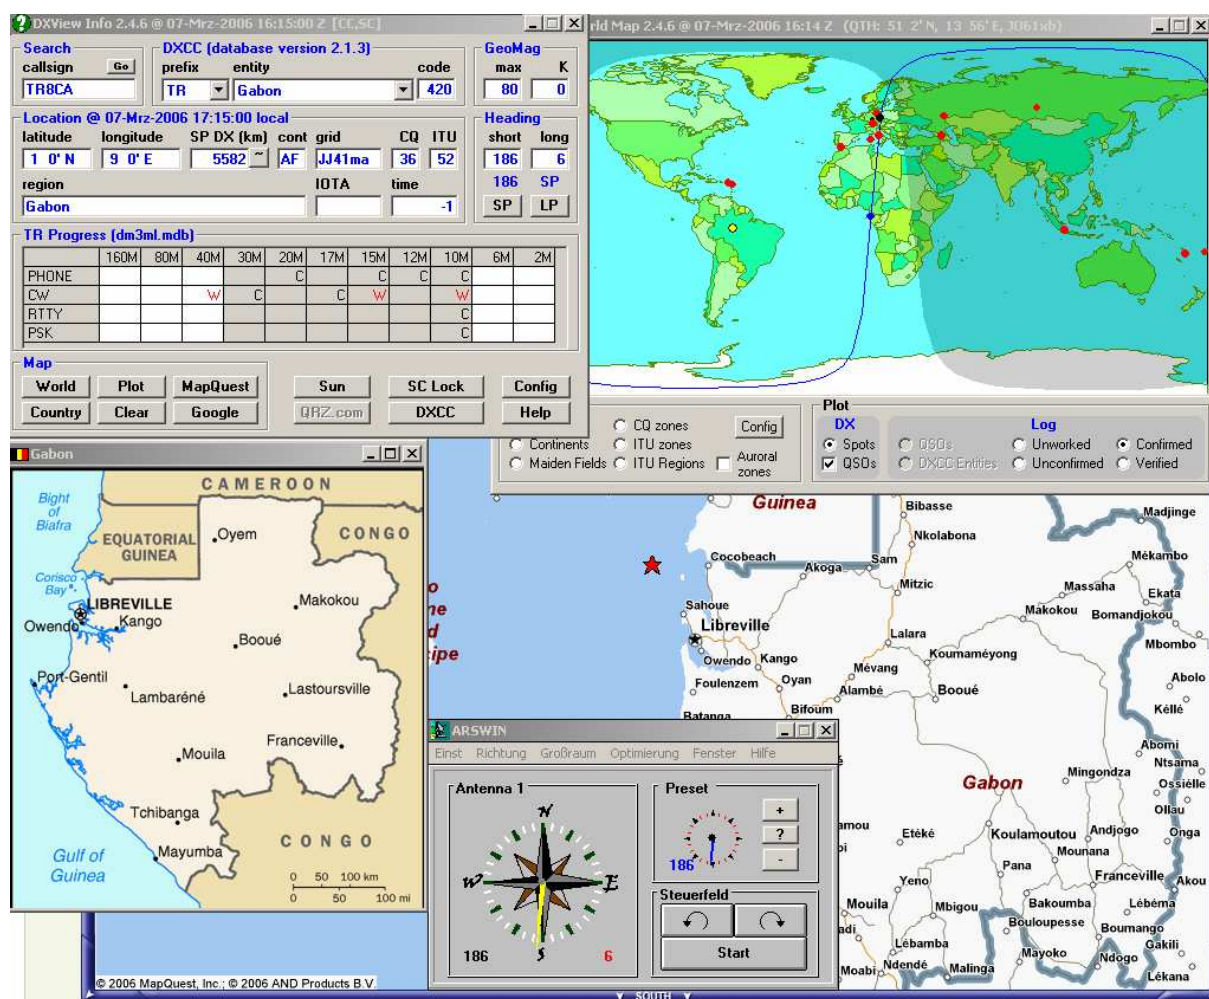 DXView Info 2.4.6 @ 07-Mrz-2006 16:15:00 Z [CC,SC]
Search
callsign Go
TR8CA
DXCC (database version 2.1.3)
prefix entity code
TR Gabon 420
GeoMag
max K
80 0
Location @ 07-Mrz-2006 17:15:00 local
latitude longitude SP DX (km) cont grid CQ ITU
1 0' N 9 0' E 5582 ~ AF JJ41ma 36 52
Heading
short long
186 6
186 SP
SP LP
region IOTA time
Gabon -1
TR Progress (dm3ml.mdb)
160M 80M 40M 30M 20M 17M 15M 12M 10M 6M 2M
PHONE C C C C
CW W C C W W
RTTY C
PSK C
Map
World Plot MapQuest Sun SC Lock Config
Country Clear Google QRZ.com DXCC Help
rld Map 2.4.6 @ 07-Mrz-2006 16:14 Z (QTH: 51 2' N, 13 56' E, JO61xb)
CQ zones Config
Continents ITU zones
Maiden Fields ITU Regions Auroral
zones
Plot
DX Log
Spots QSOs Unworked Confirmed
QSOs DXCC Entities Unconfirmed Verified
Gabon
CAMEROON
Bight
of
Biafra
EQUATORIAL
GUINEA
Oyem
CONGO
Corisco
Bay
LIBREVILLE
Makokou
Owendo
Kango
Booué
Port-Gentil
Lambaréné
Lastoursville
Franceville
Mouila
Tchibanga
CONGO
Mayumba
Gulf of
Guinea
0 50 100 km
0 50 100 mi
Guinea
Bibasse
Madjinge
Nkolabona
Cocobeach
Akoga
Sam
Mékambo
Mitzic
Massaha
Ekata
Sahoue
Makokou
Bomandjokou
o
ne
d
cipe
Libreville
Lalara
Mbombo
Owendo
Kango
Koumaméyong
Mévang
Foulenzem
Oyan
Alambé
Booué
Abolo
Batanga
Bifoum
Kéllé
Abomi
Ntsama
Gabon
Mingondza
Ossiélle
Ollau
amou
Etéké
Koulamoutou
Andjogo
Onga
bi
Mounana
Pana
Yeno
Franceville
Akou
Mouila
Mbigou
Bakoumba
Lébéma
adi
Bouloupesse
Boumango
Lébamba
Gakili
Mayoko
Moabi
Ndendé
Malinga
Ndogo
Lékana
ARSWIN
Einst Richtung Großraum Optimierung Fenster Hilfe
Antenna 1
N
W E
S
186 6
Preset
+
?
-
186
Steuerfeld
Start
© 2006 MapQuest, Inc.; © 2006 AND Products B.V.
SOUTH